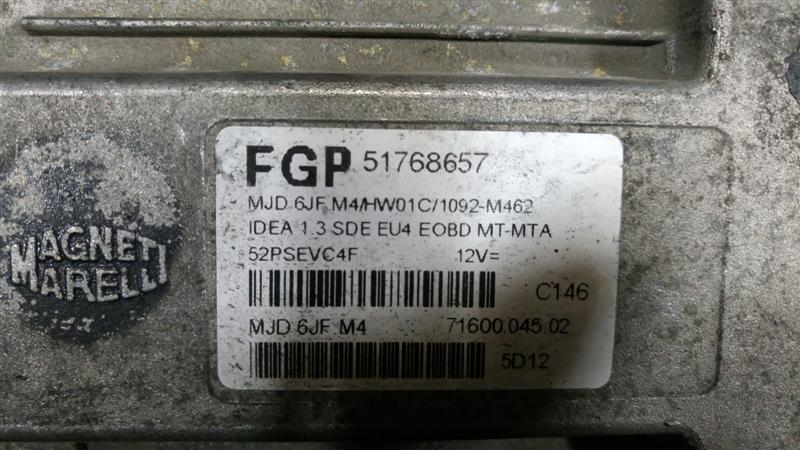 MAGNETI
MARELLI
FGP 51768657
MJD 6JF M4/HW01C/1092-M462
IDEA 1.3 SDE EU4 EOBD MT-MTA
52PSEVC4F 12V=
C146
MJD 6JF M4 71600.045.02
5D12